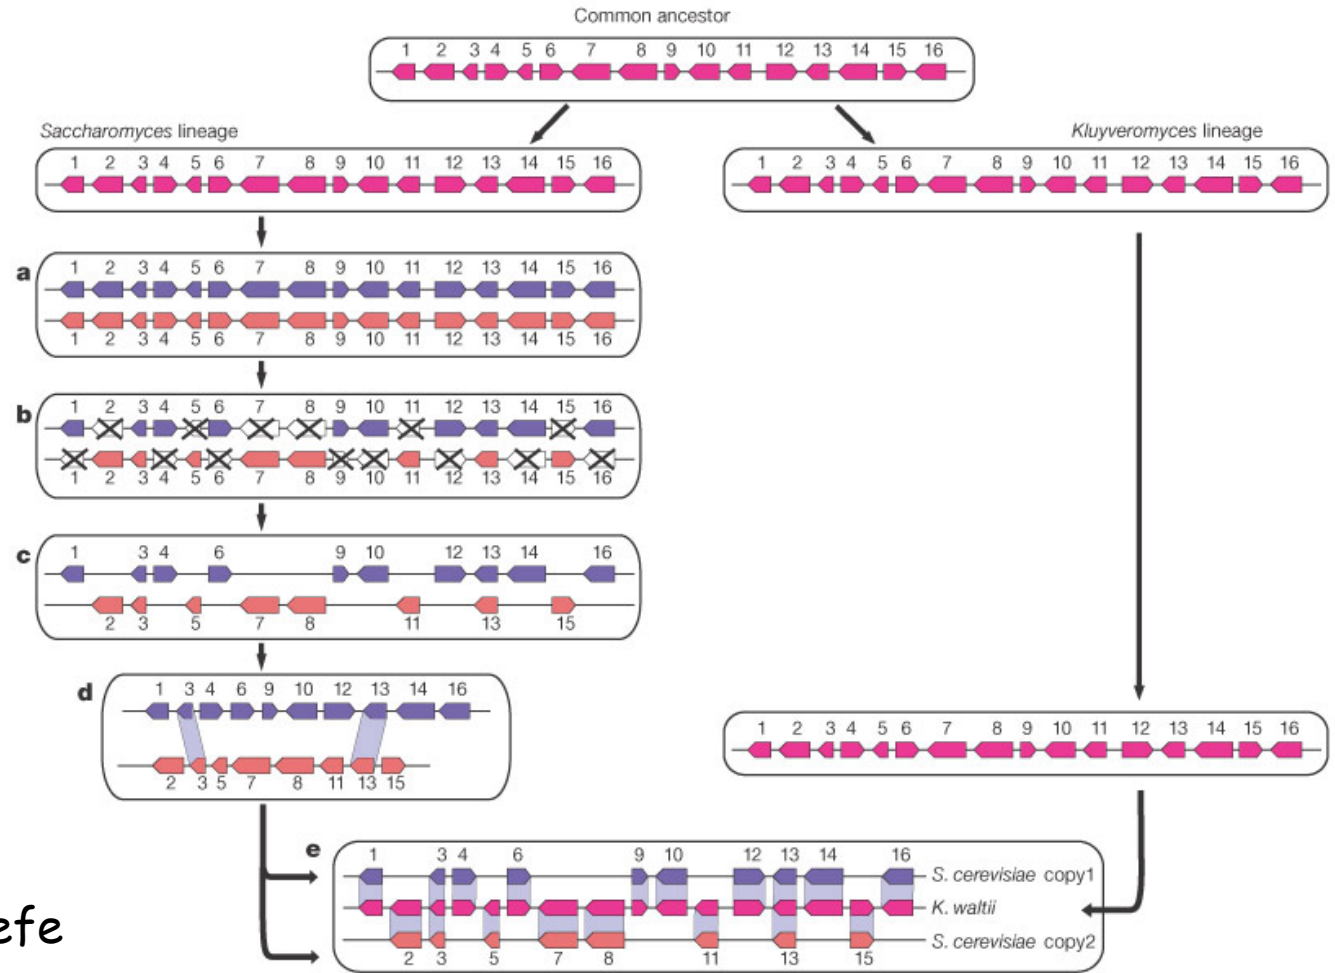 Common ancestor
1 2 3 4 5 6 7 8 9 10 11 12 13 14 15 16
Saccharomyces lineage
Kluyveromyces lineage
1 2 3 4 5 6 7 8 9 10 11 12 13 14 15 16
1 2 3 4 5 6 7 8 9 10 11 12 13 14 15 16
a
1 2 3 4 5 6 7 8 9 10 11 12 13 14 15 16
1 2 3 4 5 6 7 8 9 10 11 12 13 14 15 16
b
1 2 3 4 5 6 7 8 9 10 11 12 13 14 15 16
1 2 3 4 5 6 7 8 9 10 11 12 13 14 15 16
c
1 3 4 6 9 10 12 13 14 16
2 3 5 7 8 11 13 15
d
1 3 4 6 9 10 12 13 14 16
2 3 5 7 8 11 13 15
1 2 3 4 5 6 7 8 9 10 11 12 13 14 15 16
e
1 3 4 6 9 10 12 13 14 16
S. cerevisiae copy1
K. waltii
S. cerevisiae copy2
2 3 5 7 8 11 13 15
efe